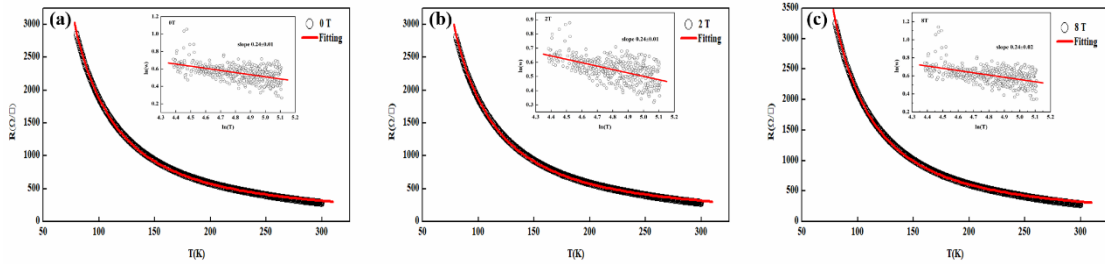 (a)
0 T
Fitting
0T
slope 0.24±0.01
ln(w)
0.2
0.4
0.6
0.8
1.0
1.2
4.3 4.4 4.5 4.6 4.7 4.8 4.9 5.0 5.1 5.2
ln(T)
R(Ω/□)
3000
2500
2000
1500
1000
500
0
50 100 150 200 250 300
T(K)
(b)
2 T
Fitting
2T
slope 0.24±0.01
ln(w)
0.9
0.8
0.7
0.6
0.5
0.4
0.3
4.3 4.4 4.5 4.6 4.7 4.8 4.9 5.0 5.1 5.2
ln(T)
R(Ω/□)
3000
2500
2000
1500
1000
500
0
50 100 150 200 250 300
T(K)
(c)
8 T
Fitting
8T
slope 0.24±0.02
ln(w)
1.2
1.0
0.8
0.6
0.4
0.2
4.3 4.4 4.5 4.6 4.7 4.8 4.9 5.0 5.1 5.2
ln(T)
R(Ω/□)
3500
3000
2500
2000
1500
1000
500
0
50 100 150 200 250 300
T(K)